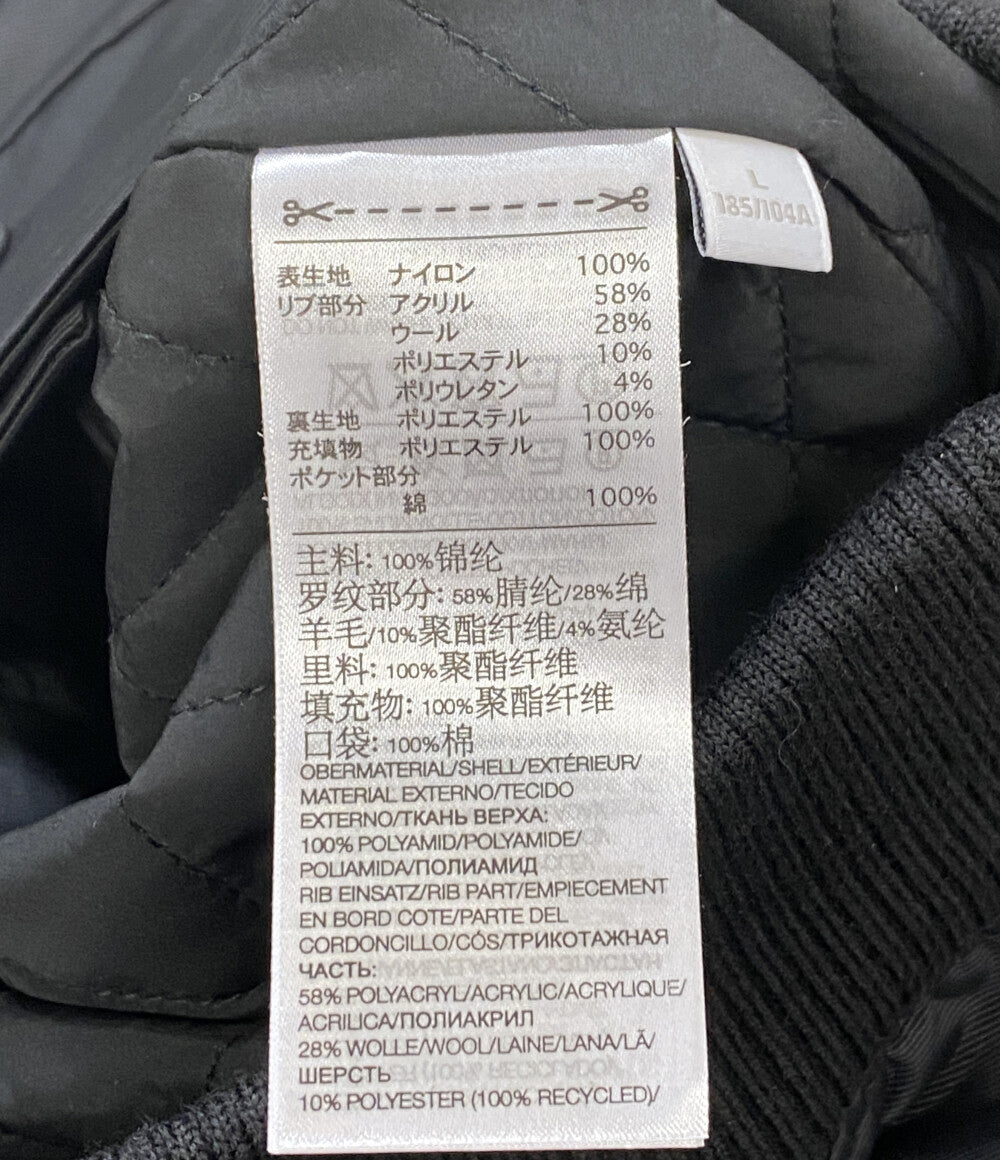 L
185/104A
表生地 ナイロン 100%
リブ部分 アクリル 58%
ウール 28%
ポリエステル 10%
ポリウレタン 4%
裏生地 ポリエステル 100%
充填物 ポリエステル 100%
ポケット部分
綿 100%
主料: 100%锦纶
罗纹部分: 58%腈纶/28%绵
羊毛/10%聚酯纤维/4%氨纶
里料: 100%聚酯纤维
填充物: 100%聚酯纤维
口袋: 100%棉
OBERMATERIAL/SHELL/EXTÉRIEUR/
MATERIAL EXTERNO/TECIDO
EXTERNO/ТКАНЬ ВЕРХА:
100% POLYAMID/POLYAMIDE/
POLIAMIDA/ПОЛИАМИД
RIB EINSATZ/RIB PART/EMPIECEMENT
EN BORD COTE/PARTE DEL
CORDONCILLO/CÓS/ТРИКОТАЖНАЯ
ЧАСТЬ:
58% POLYACRYL/ACRYLIC/ACRYLIQUE/
ACRILICA/ПОЛИАКРИЛ
28% WOLLE/WOOL/LAINE/LANA/LÃ/
ШЕРСТЬ
10% POLYESTER (100% RECYCLED)/